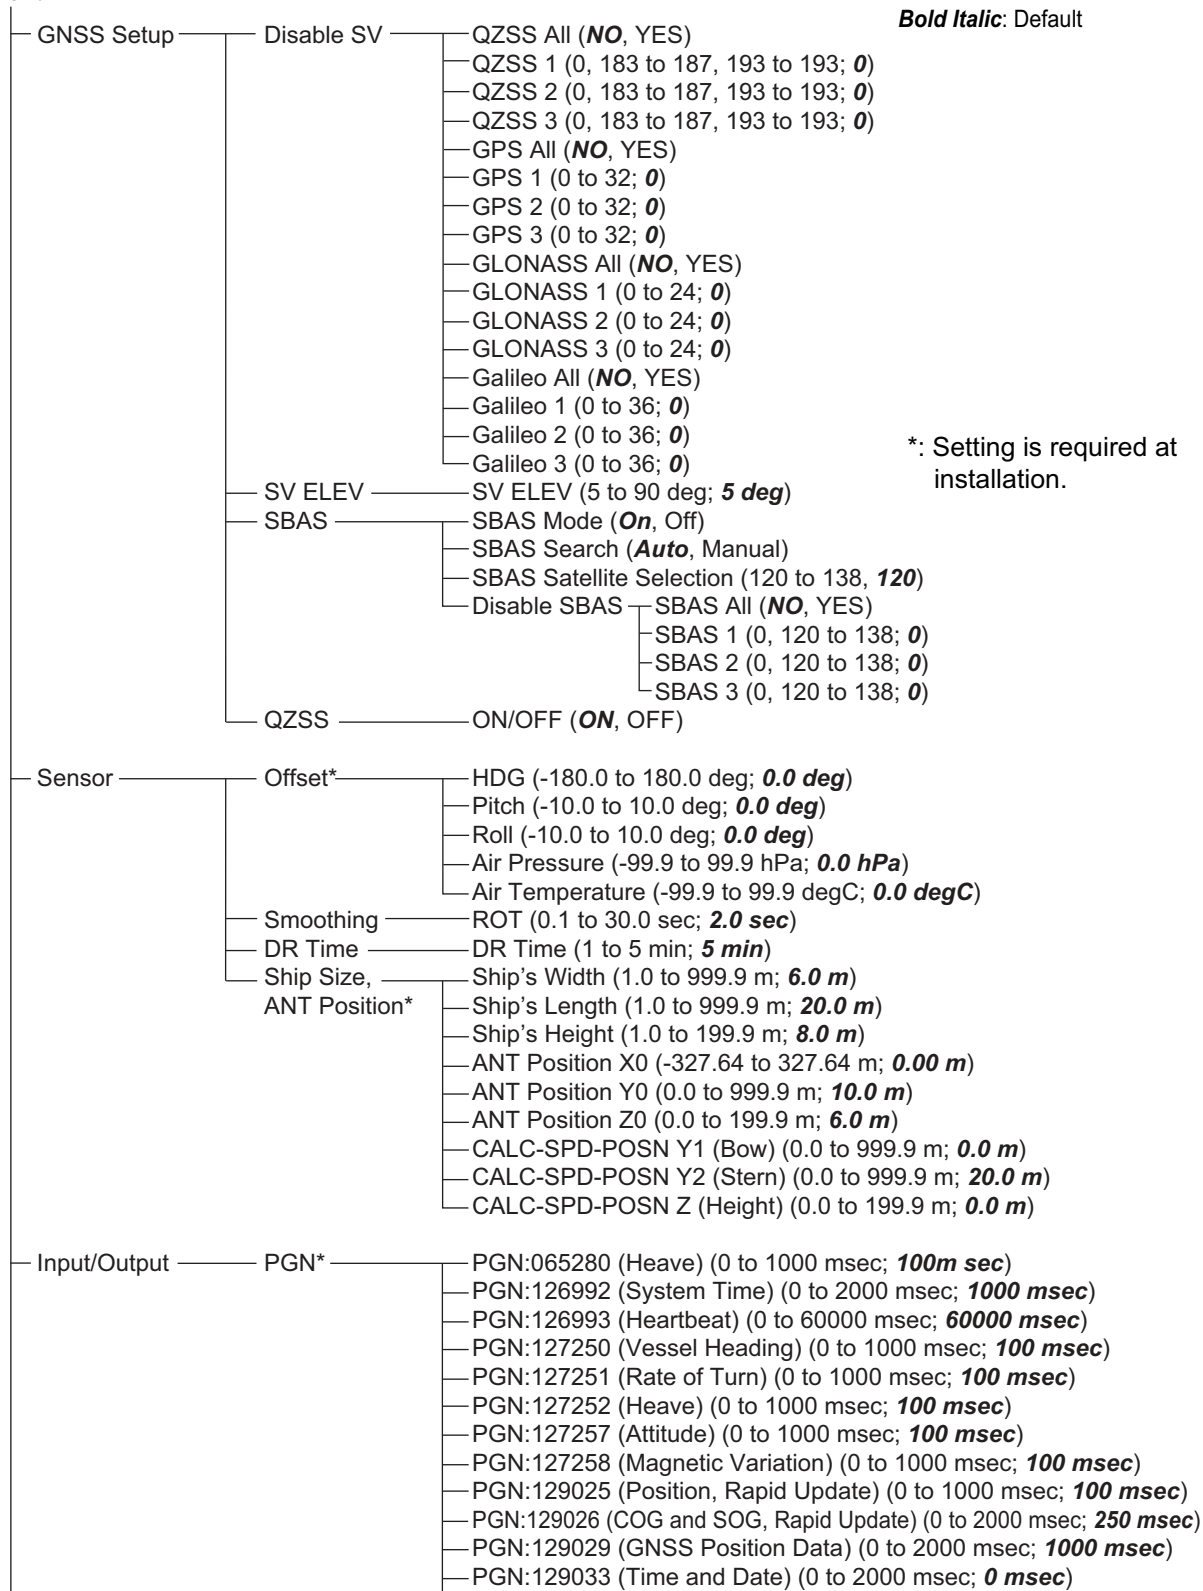 Bold Italic: Default
GNSS Setup
Disable SV
QZSS All (NO, YES)
QZSS 1 (0, 183 to 187, 193 to 193; 0)
QZSS 2 (0, 183 to 187, 193 to 193; 0)
QZSS 3 (0, 183 to 187, 193 to 193; 0)
GPS All (NO, YES)
GPS 1 (0 to 32; 0)
GPS 2 (0 to 32; 0)
GPS 3 (0 to 32; 0)
GLONASS All (NO, YES)
GLONASS 1 (0 to 24; 0)
GLONASS 2 (0 to 24; 0)
GLONASS 3 (0 to 24; 0)
Galileo All (NO, YES)
Galileo 1 (0 to 36; 0)
Galileo 2 (0 to 36; 0)
Galileo 3 (0 to 36; 0)
*: Setting is required at
installation.
SV ELEV
SV ELEV (5 to 90 deg; 5 deg)
SBAS
SBAS Mode (On, Off)
SBAS Search (Auto, Manual)
SBAS Satellite Selection (120 to 138, 120)
Disable SBAS
SBAS All (NO, YES)
SBAS 1 (0, 120 to 138; 0)
SBAS 2 (0, 120 to 138; 0)
SBAS 3 (0, 120 to 138; 0)
QZSS
ON/OFF (ON, OFF)
Sensor
Offset*
HDG (-180.0 to 180.0 deg; 0.0 deg)
Pitch (-10.0 to 10.0 deg; 0.0 deg)
Roll (-10.0 to 10.0 deg; 0.0 deg)
Air Pressure (-99.9 to 99.9 hPa; 0.0 hPa)
Air Temperature (-99.9 to 99.9 degC; 0.0 degC)
Smoothing
ROT (0.1 to 30.0 sec; 2.0 sec)
DR Time
DR Time (1 to 5 min; 5 min)
Ship Size,
ANT Position*
Ship's Width (1.0 to 999.9 m; 6.0 m)
Ship's Length (1.0 to 999.9 m; 20.0 m)
Ship's Height (1.0 to 199.9 m; 8.0 m)
ANT Position X0 (-327.64 to 327.64 m; 0.00 m)
ANT Position Y0 (0.0 to 999.9 m; 10.0 m)
ANT Position Z0 (0.0 to 199.9 m; 6.0 m)
CALC-SPD-POSN Y1 (Bow) (0.0 to 999.9 m; 0.0 m)
CALC-SPD-POSN Y2 (Stern) (0.0 to 999.9 m; 20.0 m)
CALC-SPD-POSN Z (Height) (0.0 to 199.9 m; 0.0 m)
Input/Output
PGN*
PGN:065280 (Heave) (0 to 1000 msec; 100m sec)
PGN:126992 (System Time) (0 to 2000 msec; 1000 msec)
PGN:126993 (Heartbeat) (0 to 60000 msec; 60000 msec)
PGN:127250 (Vessel Heading) (0 to 1000 msec; 100 msec)
PGN:127251 (Rate of Turn) (0 to 1000 msec; 100 msec)
PGN:127252 (Heave) (0 to 1000 msec; 100 msec)
PGN:127257 (Attitude) (0 to 1000 msec; 100 msec)
PGN:127258 (Magnetic Variation) (0 to 1000 msec; 100 msec)
PGN:129025 (Position, Rapid Update) (0 to 1000 msec; 100 msec)
PGN:129026 (COG and SOG, Rapid Update) (0 to 2000 msec; 250 msec)
PGN:129029 (GNSS Position Data) (0 to 2000 msec; 1000 msec)
PGN:129033 (Time and Date) (0 to 2000 msec; 0 msec)